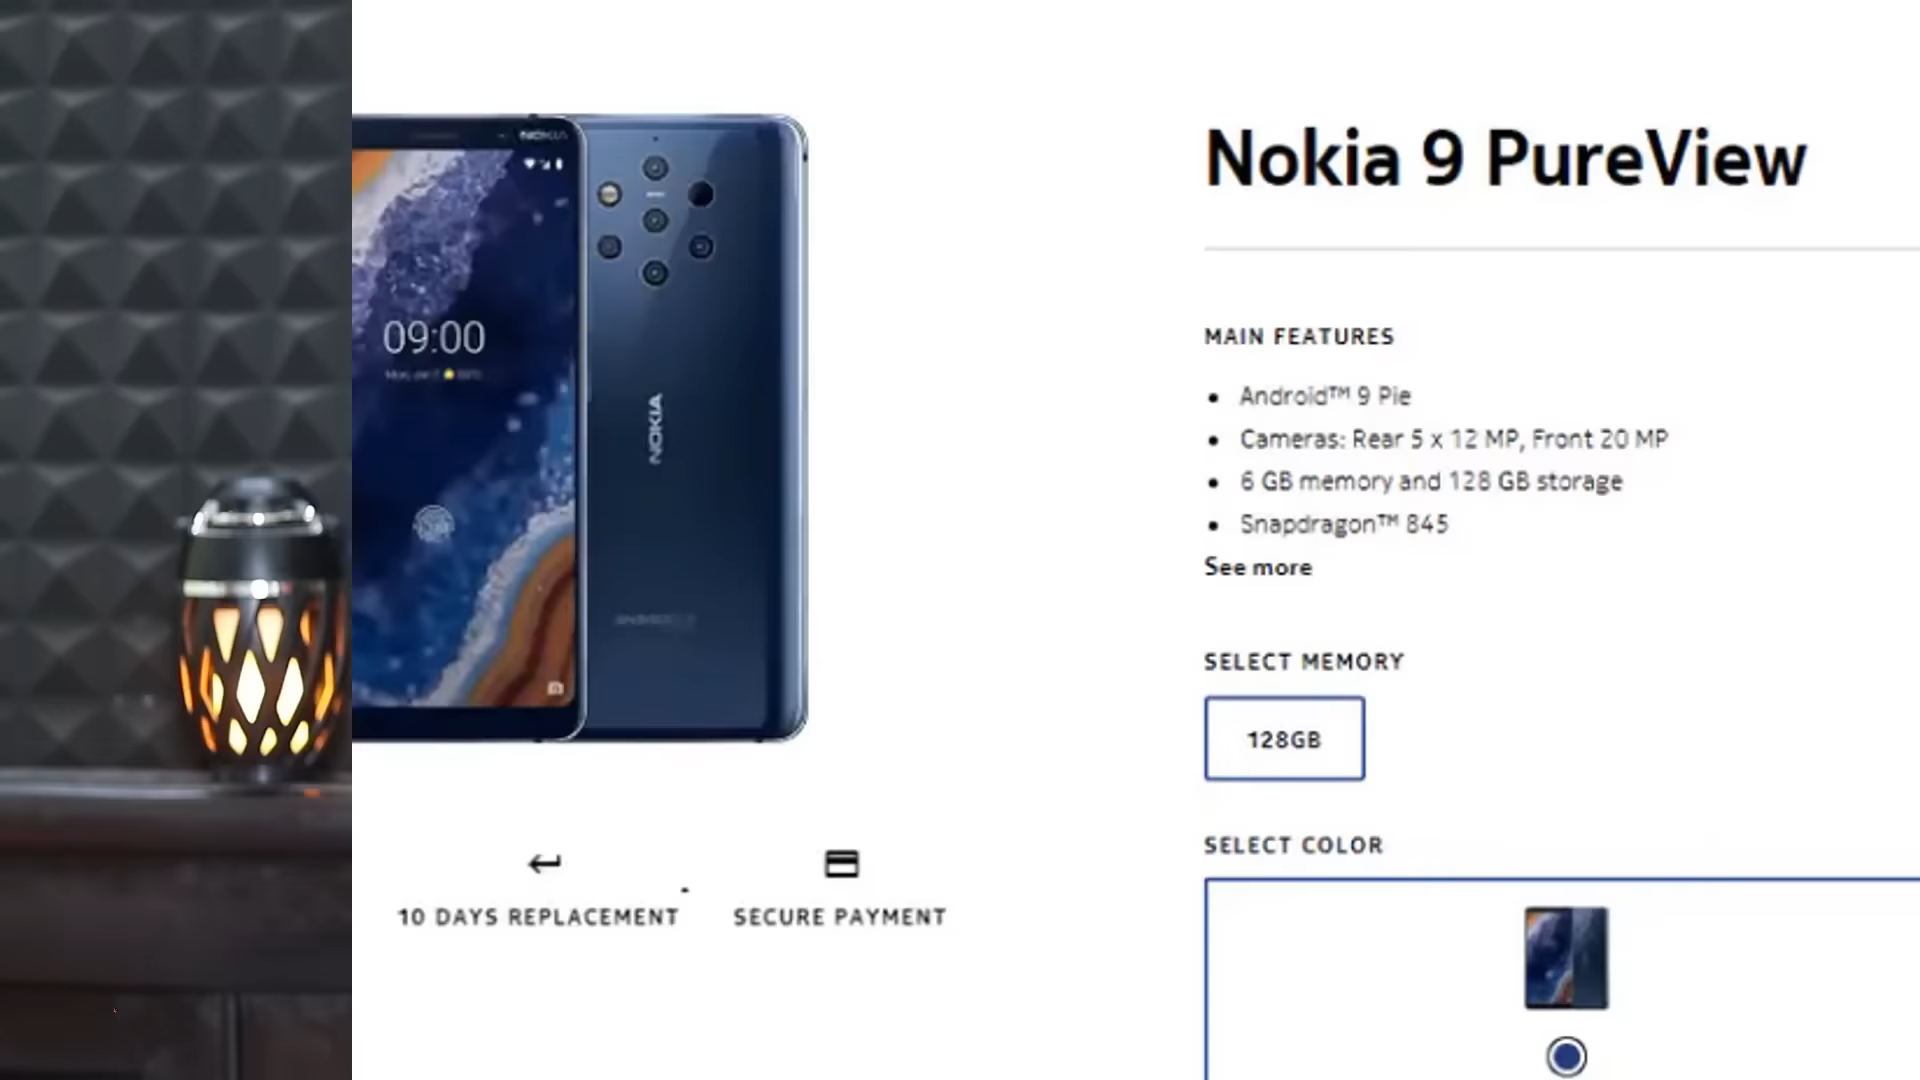 NOKIA
09:00
NOKIA
10 DAYS REPLACEMENT
SECURE PAYMENT
Nokia 9 PureView
MAIN FEATURES
• Android™ 9 Pie
• Cameras: Rear 5 x 12 MP, Front 20 MP
• 6 GB memory and 128 GB storage
• Snapdragon™ 845
See more
SELECT MEMORY
128GB
SELECT COLOR